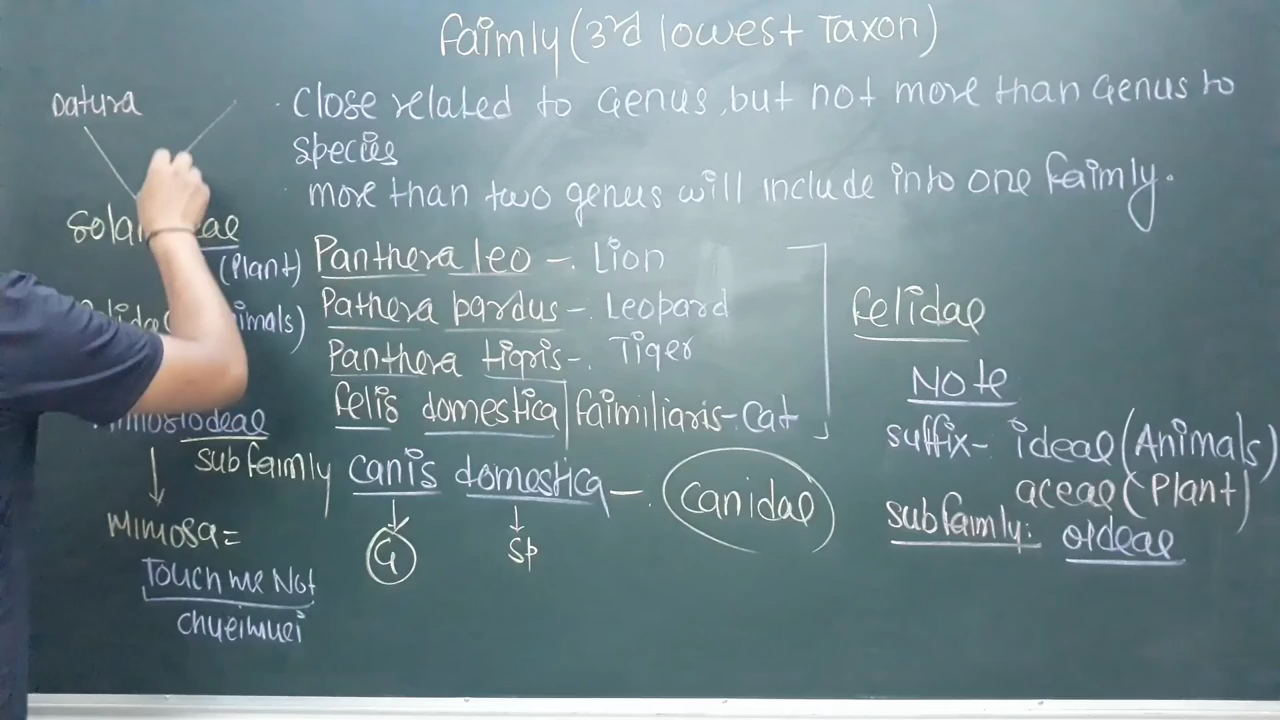 Faimly (3rd lowest Taxon)
Datura
Close related to Genus, but not more than Genus to
species
more than two genus will include into one Faimly.
(Plant)
Panthera leo - Lion
Pathera pardus - Leopard
Panthera tigris - Tiger
Felis domestica | Faimiliaris - Cat
Felidae
Note
suffix - ideae (Animals)
aceae (Plant)
subfaimly: oideae
subfaimly
canis domestica - canidae
G
Sp
Mimosa =
Touch me Not
chueimuei